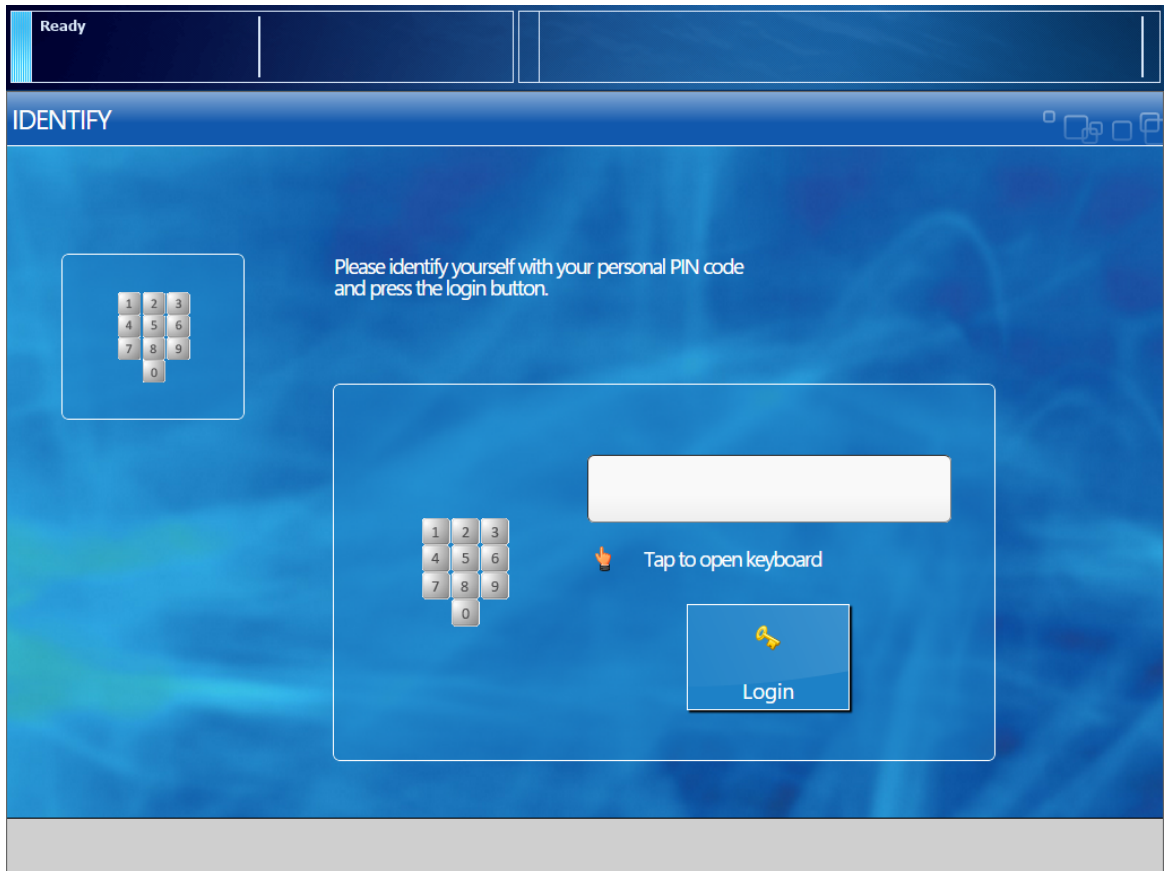 Ready
IDENTIFY
Please identify yourself with your personal PIN code
and press the login button.
1 2 3
4 5 6
7 8 9
0
1 2 3
4 5 6
7 8 9
0
Tap to open keyboard
Login